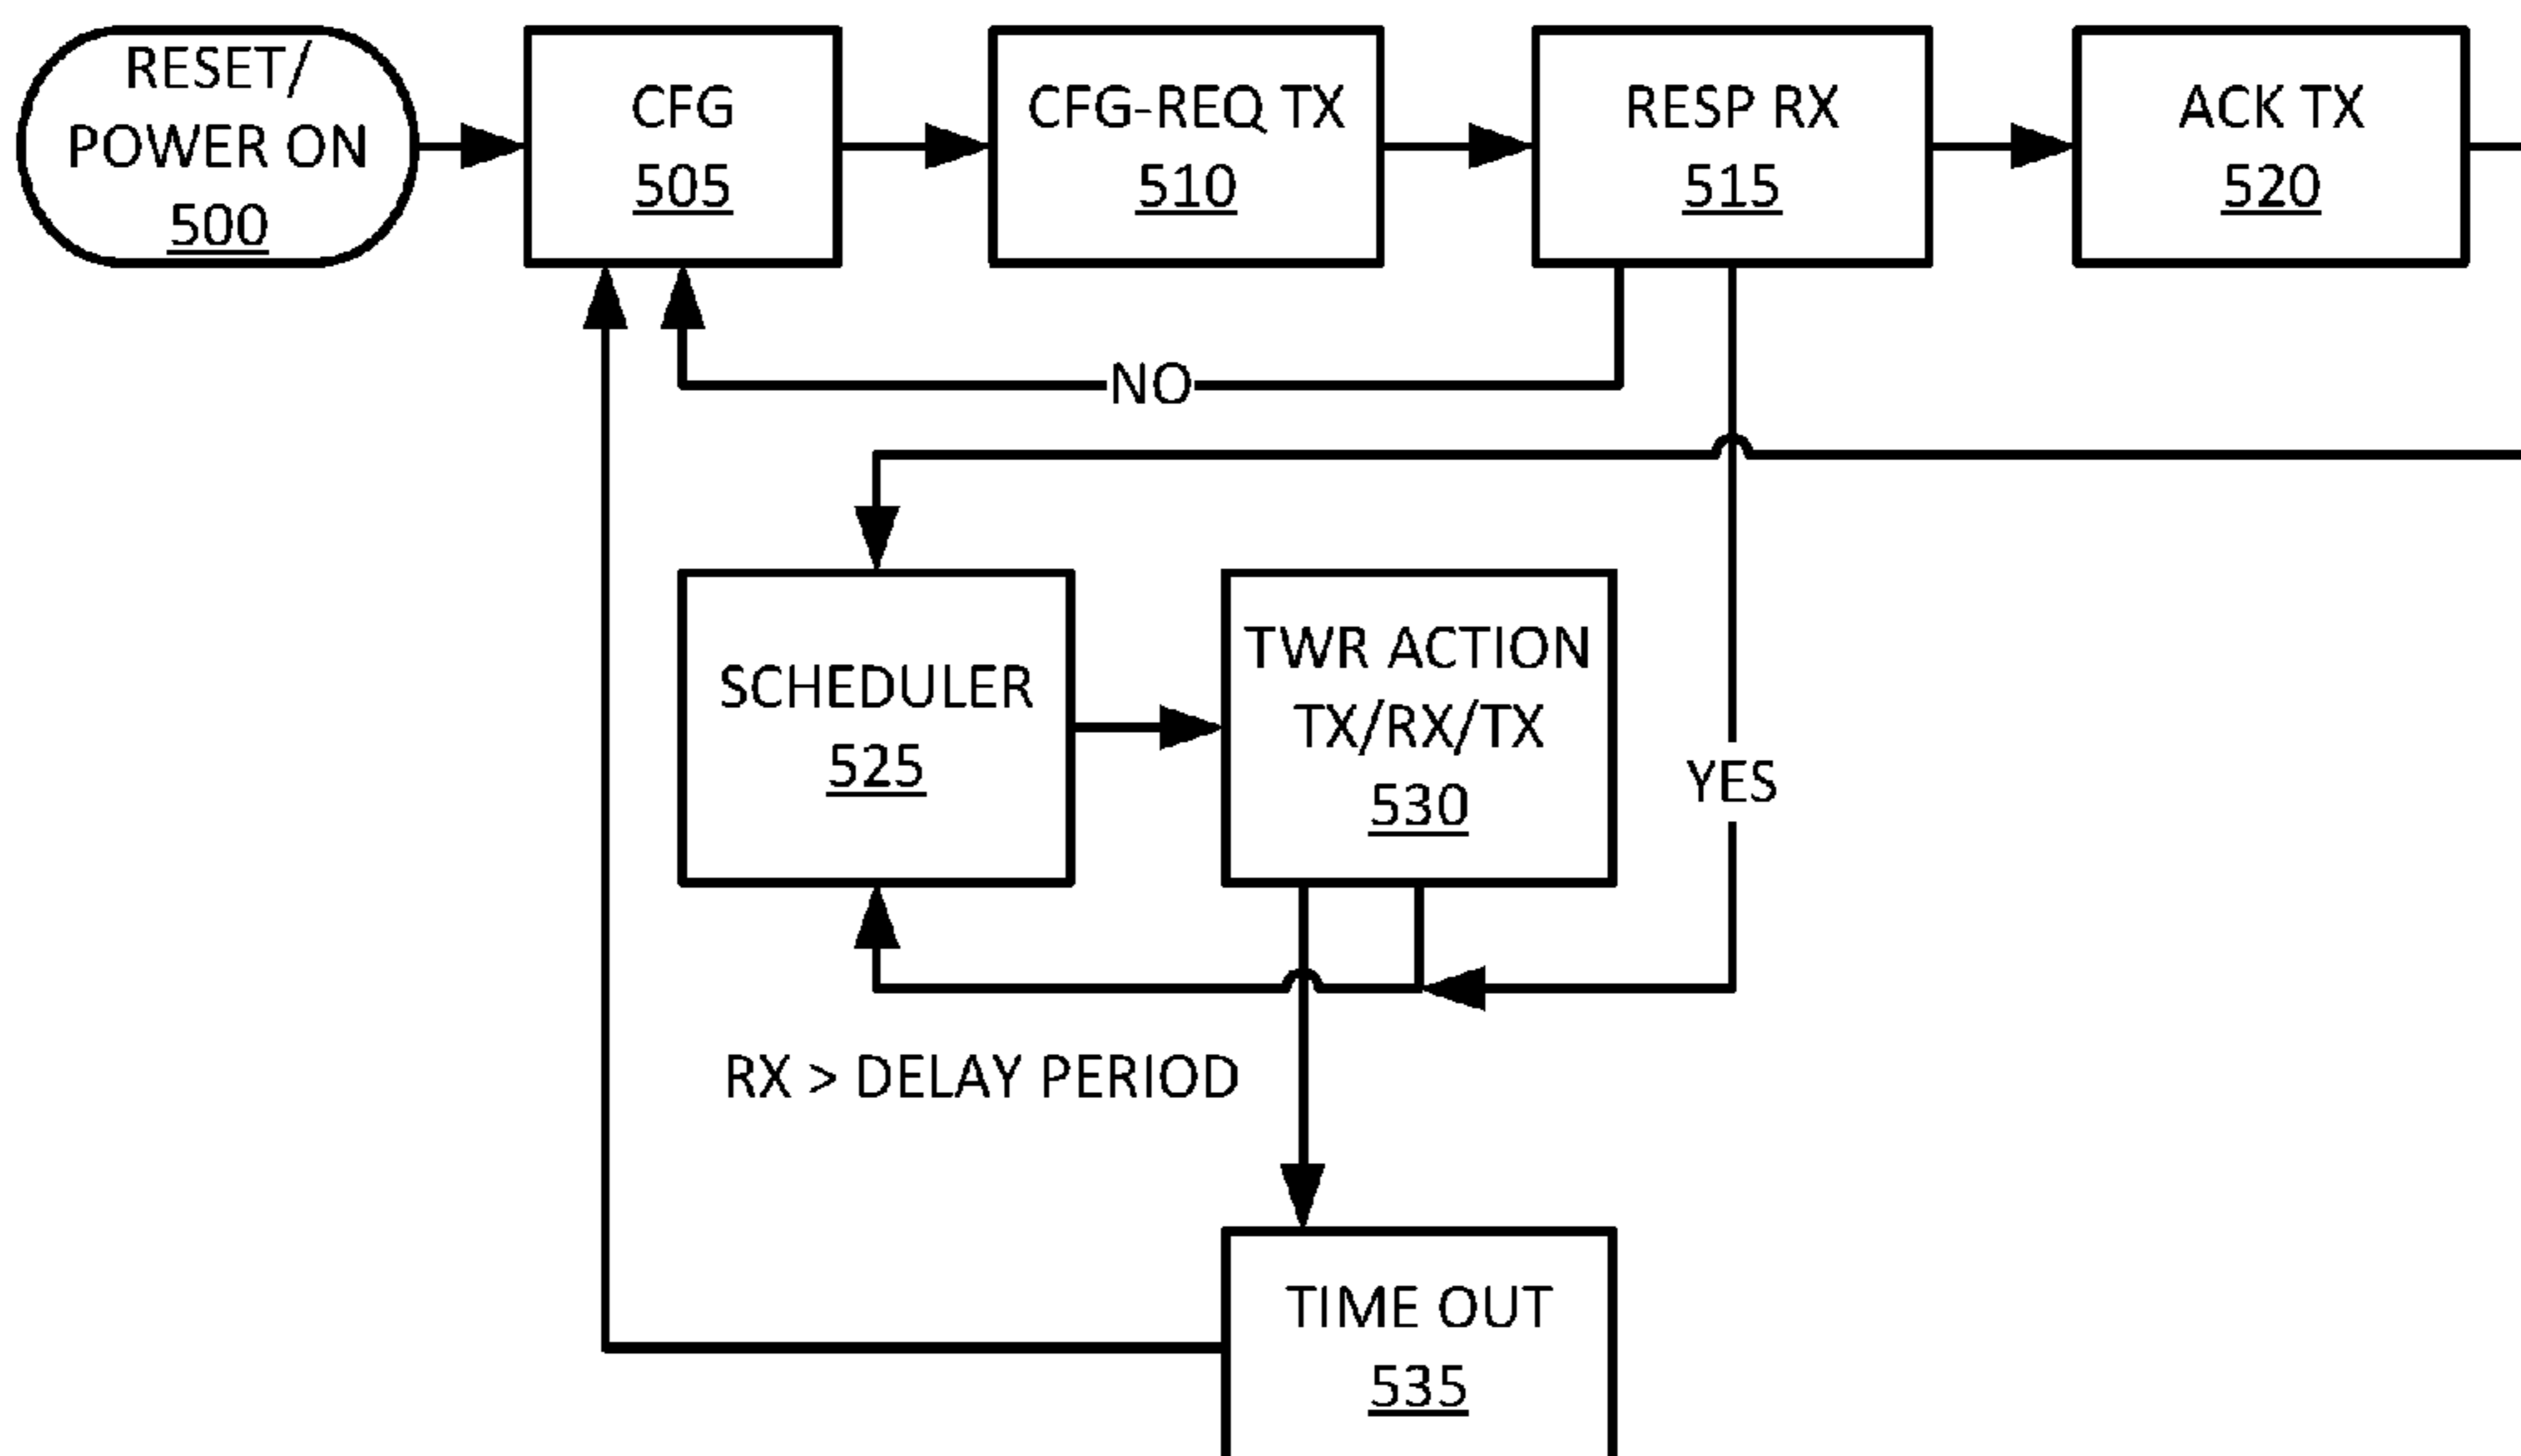 RESET/
POWER ON
500
CFG
505
CFG-REQ TX
510
RESP RX
515
ACK TX
520
NO
SCHEDULER
525
TWR ACTION
TX/RX/TX
530
YES
RX > DELAY PERIOD
TIME OUT
535